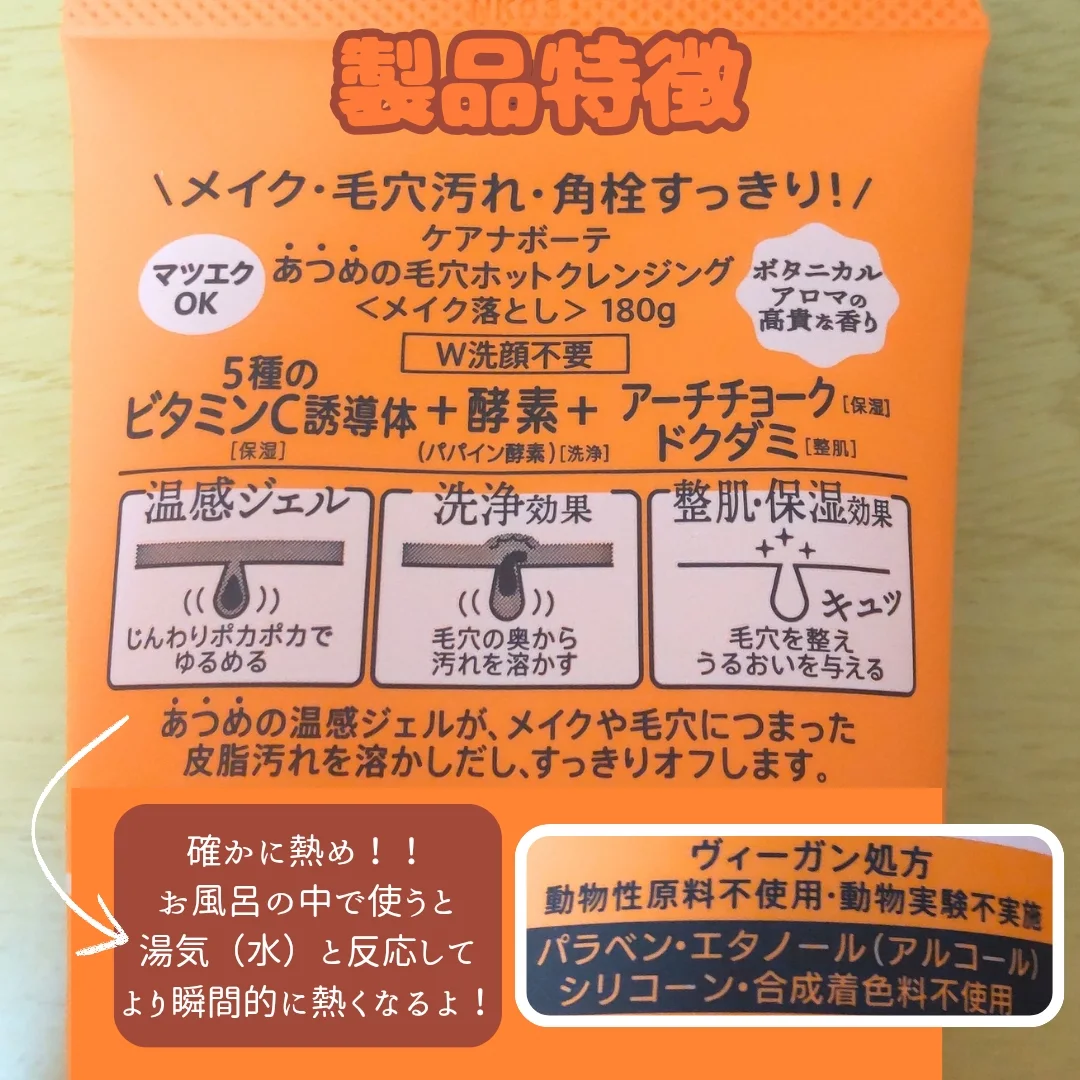 製品特徴
\メイク・毛穴汚れ・角栓すっきり!/
マツエク
OK
ケアナボーテ
あつめの毛穴ホットクレンジング
<メイク落とし> 180g
W洗顔不要
ボタニカル
アロマの
高貴な香り
5種の
ビタミンC誘導体
[保湿]
+
酵素
(パパイン酵素)[洗浄]
+
アーチチョーク[保湿]
ドクダミ[整肌]
温感ジェル
じんわりポカポカで
ゆるめる
洗浄効果
毛穴の奥から
汚れを溶かす
整肌・保湿効果
キュッ
毛穴を整え
うるおいを与える
あつめの温感ジェルが、メイクや毛穴につまった
皮脂汚れを溶かしだし、すっきりオフします。
確かに熱め！！
お風呂の中で使うと
湯気（水）と反応して
より瞬間的に熱くなるよ！
ヴィーガン処方
動物性原料不使用・動物実験不実施
パラベン・エタノール(アルコール)
シリコーン・合成着色料不使用